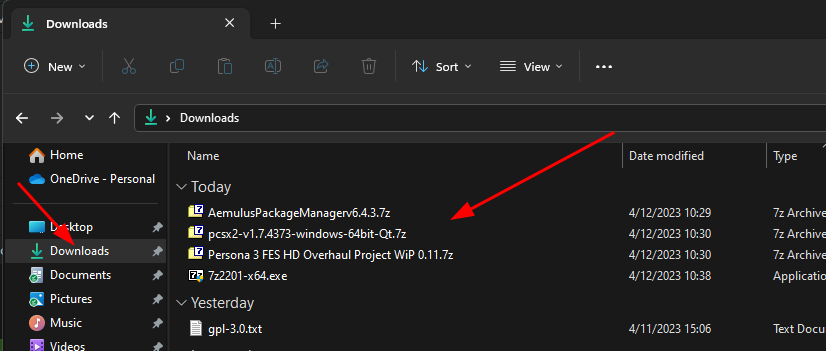 Downloads
New
Sort
View
Downloads
Home
OneDrive - Personal
Desktop
Downloads
Documents
Pictures
Music
Videos
Name Date modified Type
Today
AemulusPackageManagerv6.4.3.7z 4/12/2023 10:29 7z Archive
pcsx2-v1.7.4373-windows-64bit-Qt.7z 4/12/2023 10:30 7z Archive
Persona 3 FES HD Overhaul Project WiP 0.11.7z 4/12/2023 10:30 7z Archive
7z2201-x64.exe 4/12/2023 10:38 Application
Yesterday
gpl-3.0.txt 4/11/2023 15:06 Text Docu